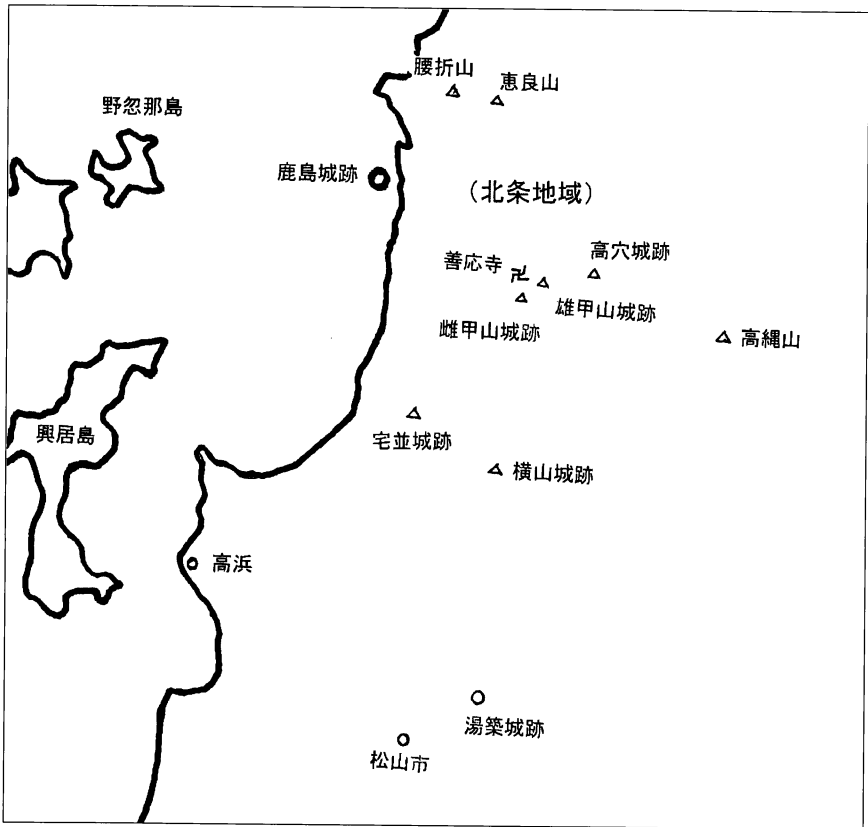 腰折山
恵良山
野忽那島
鹿島城跡
(北条地域)
高穴城跡
善応寺
卍
雄甲山城跡
雌甲山城跡
高縄山
興居島
宅並城跡
横山城跡
高浜
湯築城跡
松山市